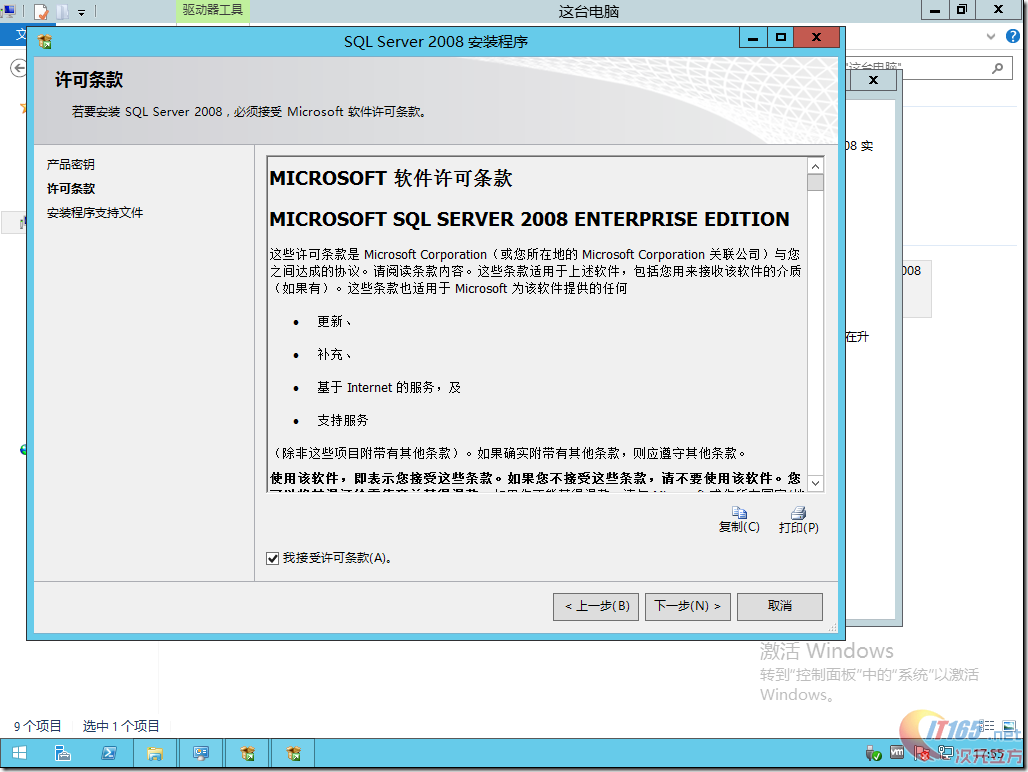 驱动器工具
这台电脑
文
SQL Server 2008 安装程序
"这台电脑"
许可条款
若要安装 SQL Server 2008，必须接受 Microsoft 软件许可条款。
08 实
产品密钥
许可条款
安装程序支持文件
MICROSOFT 软件许可条款
MICROSOFT SQL SERVER 2008 ENTERPRISE EDITION
这些许可条款是 Microsoft Corporation（或您所在地的 Microsoft Corporation 关联公司）与您
之间达成的协议。请阅读条款内容。这些条款适用于上述软件，包括您用来接收该软件的介质
（如果有）。这些条款也适用于 Microsoft 为该软件提供的任何
008
• 更新、
在升
• 补充、
• 基于 Internet 的服务，及
• 支持服务
（除非这些项目附带有其他条款）。如果确实附带有其他条款，则应遵守其他条款。
使用该软件，即表示您接受这些条款。如果您不接受这些条款，请不要使用该软件。您
复制(C)
打印(P)
我接受许可条款(A)。
< 上一步(B)
下一步(N) >
取消
激活 Windows
转到"控制面板"中的"系统"以激活
Windows。
9 个项目
选中 1 个项目
IT165.net
次元立方
17:55